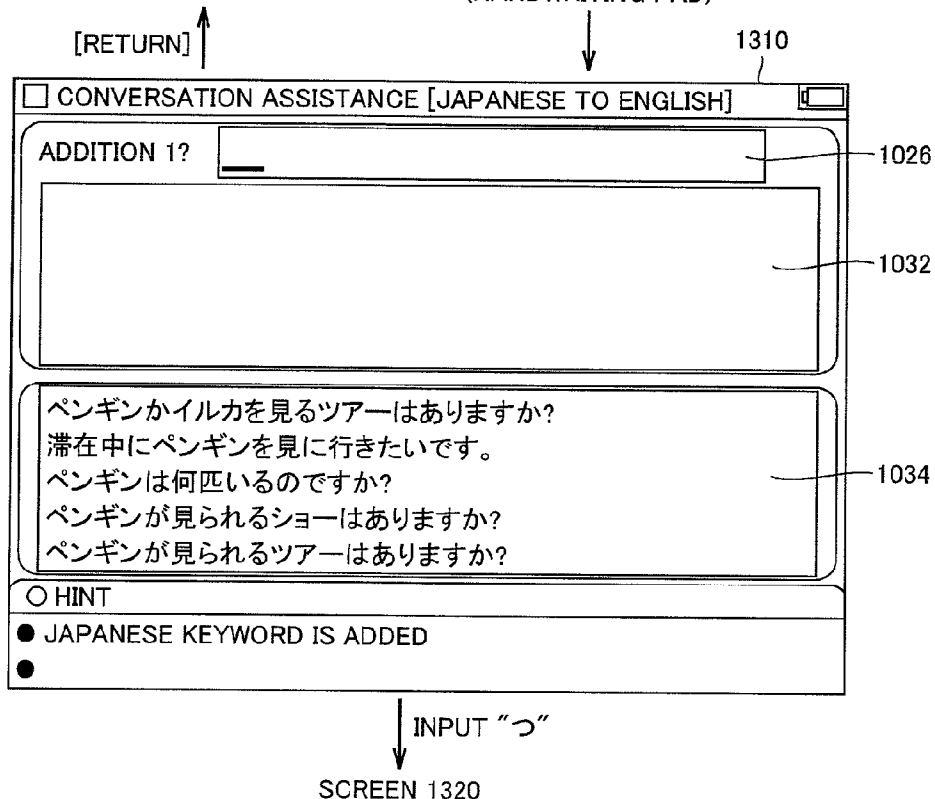 [RETURN]
1310
□ CONVERSATION ASSISTANCE [JAPANESE TO ENGLISH]
ADDITION 1?
1026
1032
ペンギンかイルカを見るツアーはありますか?
滞在中にペンギンを見に行きたいです。
ペンギンは何匹いるのですか?
ペンギンが見られるショーはありますか?
ペンギンが見られるツアーはありますか?
1034
○ HINT
● JAPANESE KEYWORD IS ADDED
●
INPUT "つ"
SCREEN 1320